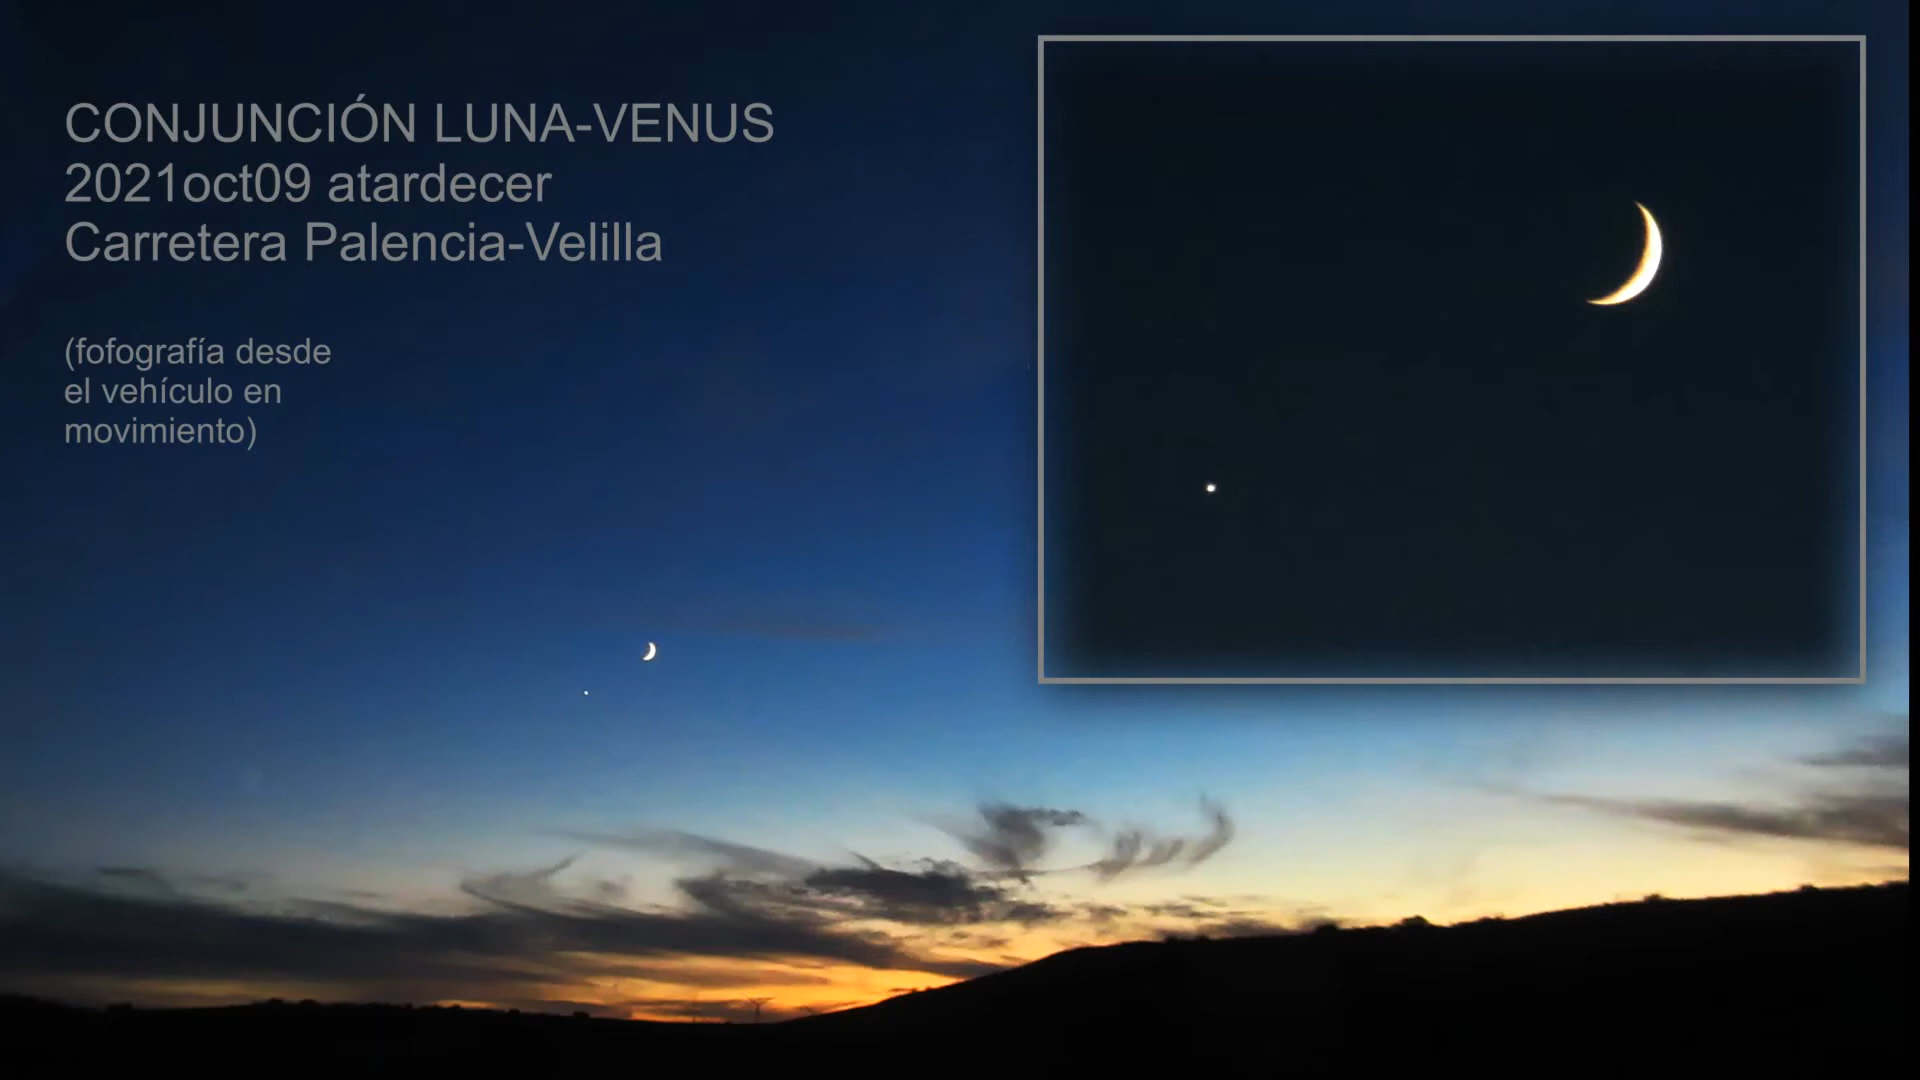 CONJUNCIÓN LUNA-VENUS
2021oct09 atardecer
Carretera Palencia-Velilla
(fofografía desde
el vehículo en
movimiento)